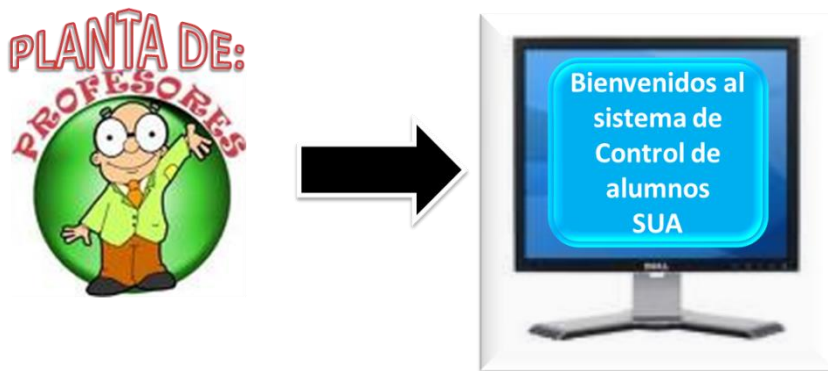 PLANTA DE:
PROFESORES
Bienvenidos al
sistema de
Control de
alumnos
SUA
DELL